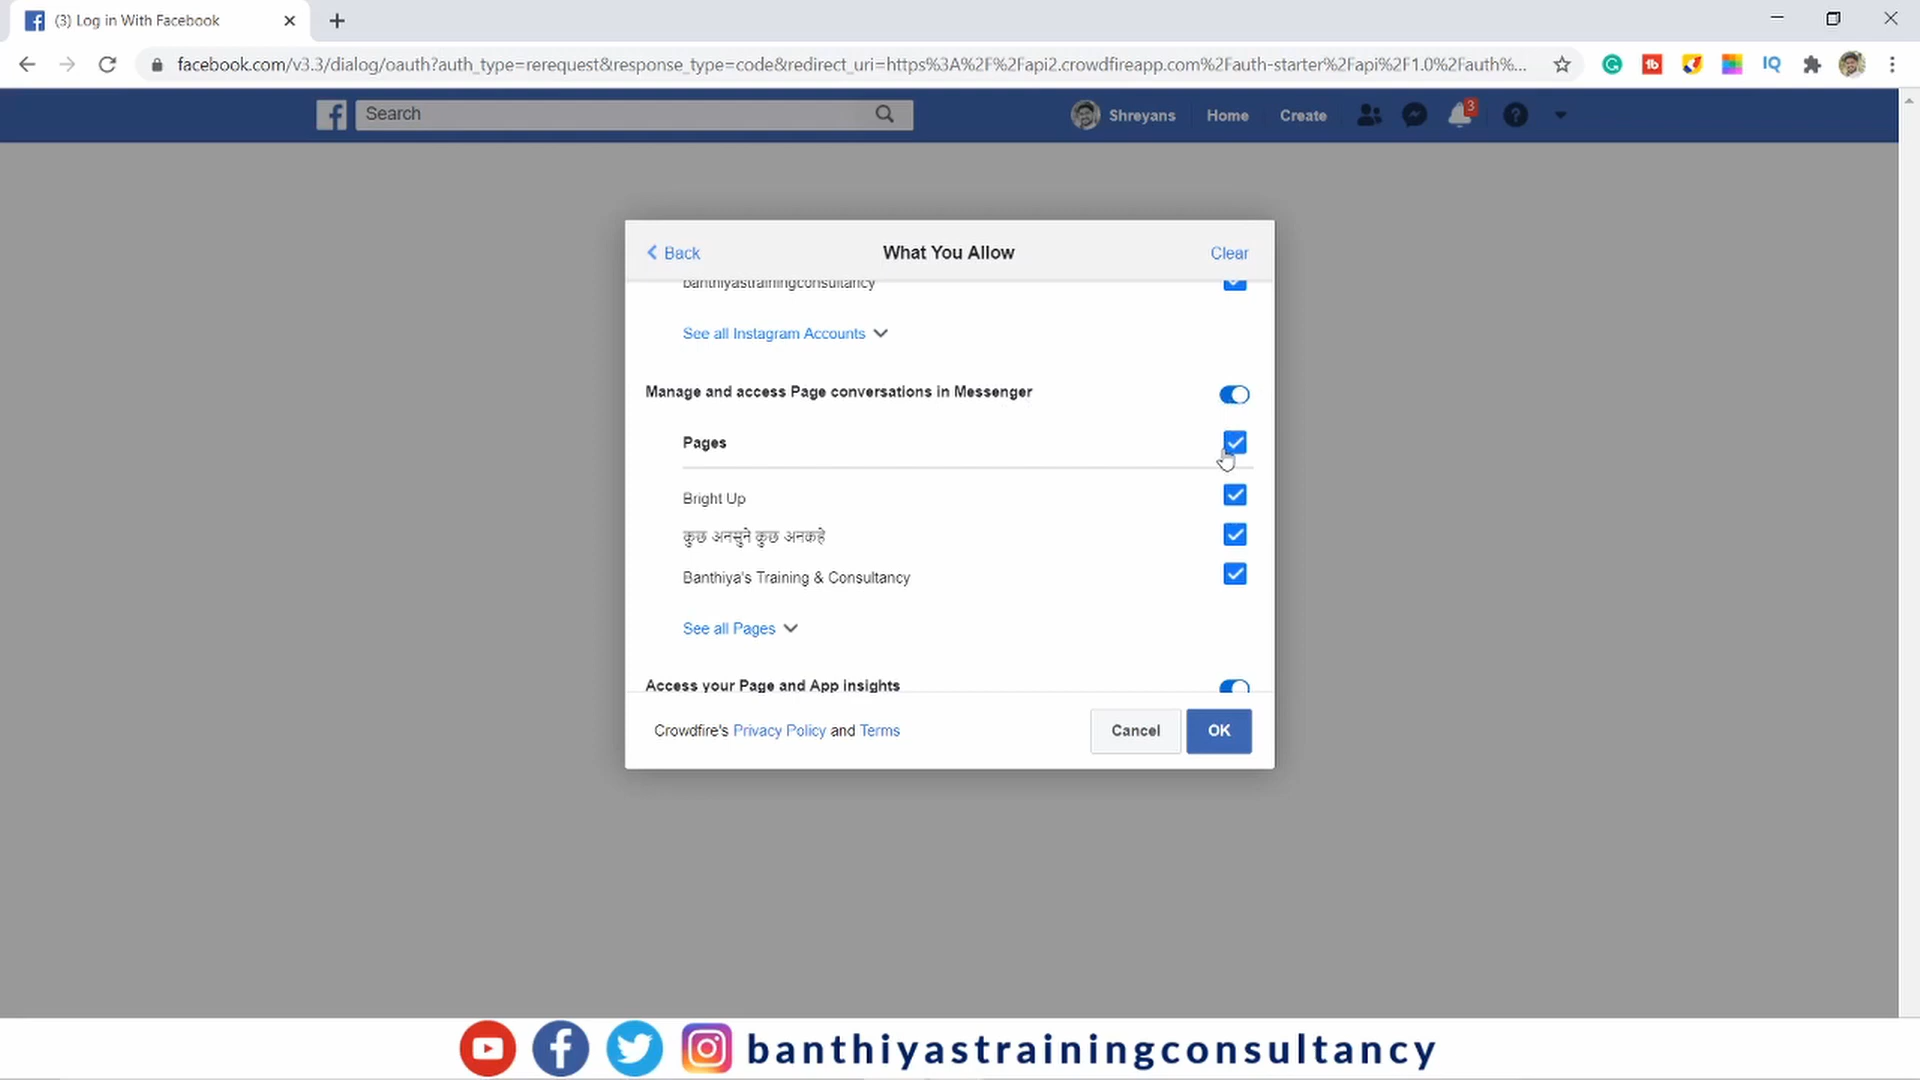 (3) Log in With Facebook
facebook.com/v3.3/dialog/oauth?auth_type=rerequest&response_type=code&redirect_uri=https%3A%2F%2Fapi2.crowdfireapp.com%2Fauth-starter%2Fapi%2F1.0%2Fauth%...
Search
Shreyans Home Create 3
Back What You Allow Clear
banthiyastrainingconsultancy
See all Instagram Accounts
Manage and access Page conversations in Messenger
Pages
Bright Up
कुछ अनसुने कुछ अनकहे
Banthiya's Training & Consultancy
See all Pages
Access your Page and App insights
Crowdfire's Privacy Policy and Terms Cancel OK
banthiyastrainingconsultancy